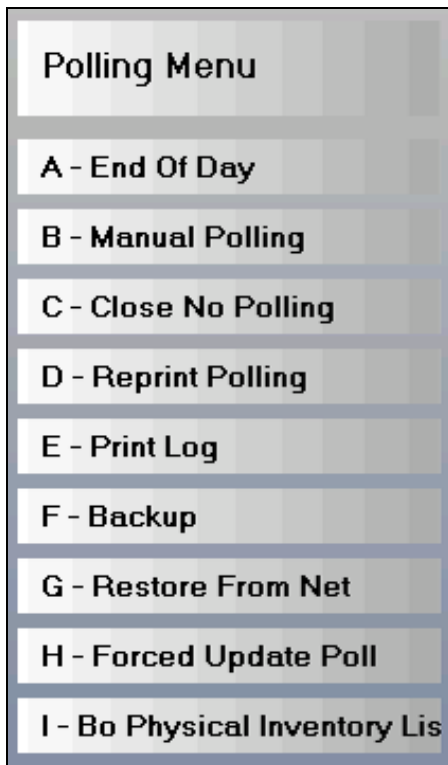 Polling Menu
A - End Of Day
B - Manual Polling
C - Close No Polling
D - Reprint Polling
E - Print Log
F - Backup
G - Restore From Net
H - Forced Update Poll
I - Bo Physical Inventory Lis